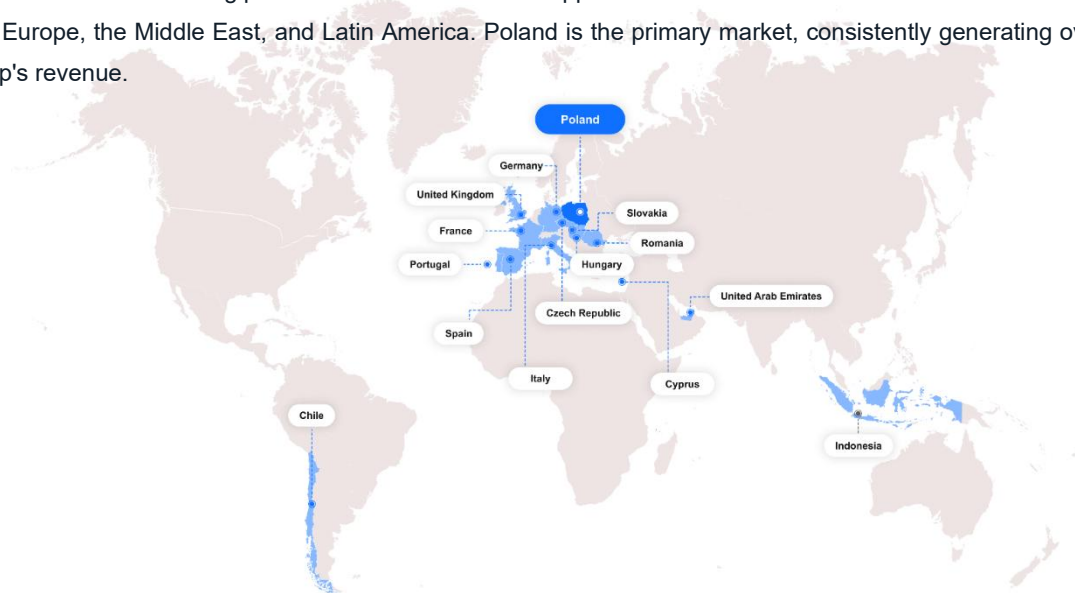 Europe, the Middle East, and Latin America. Poland is the primary market, consistently generating
p's revenue.
Poland
Germany
United Kingdom
Slovakia
France
Romania
Portugal
Hungary
United Arab Emirates
Czech Republic
Spain
Italy
Cyprus
Chile
Indonesia